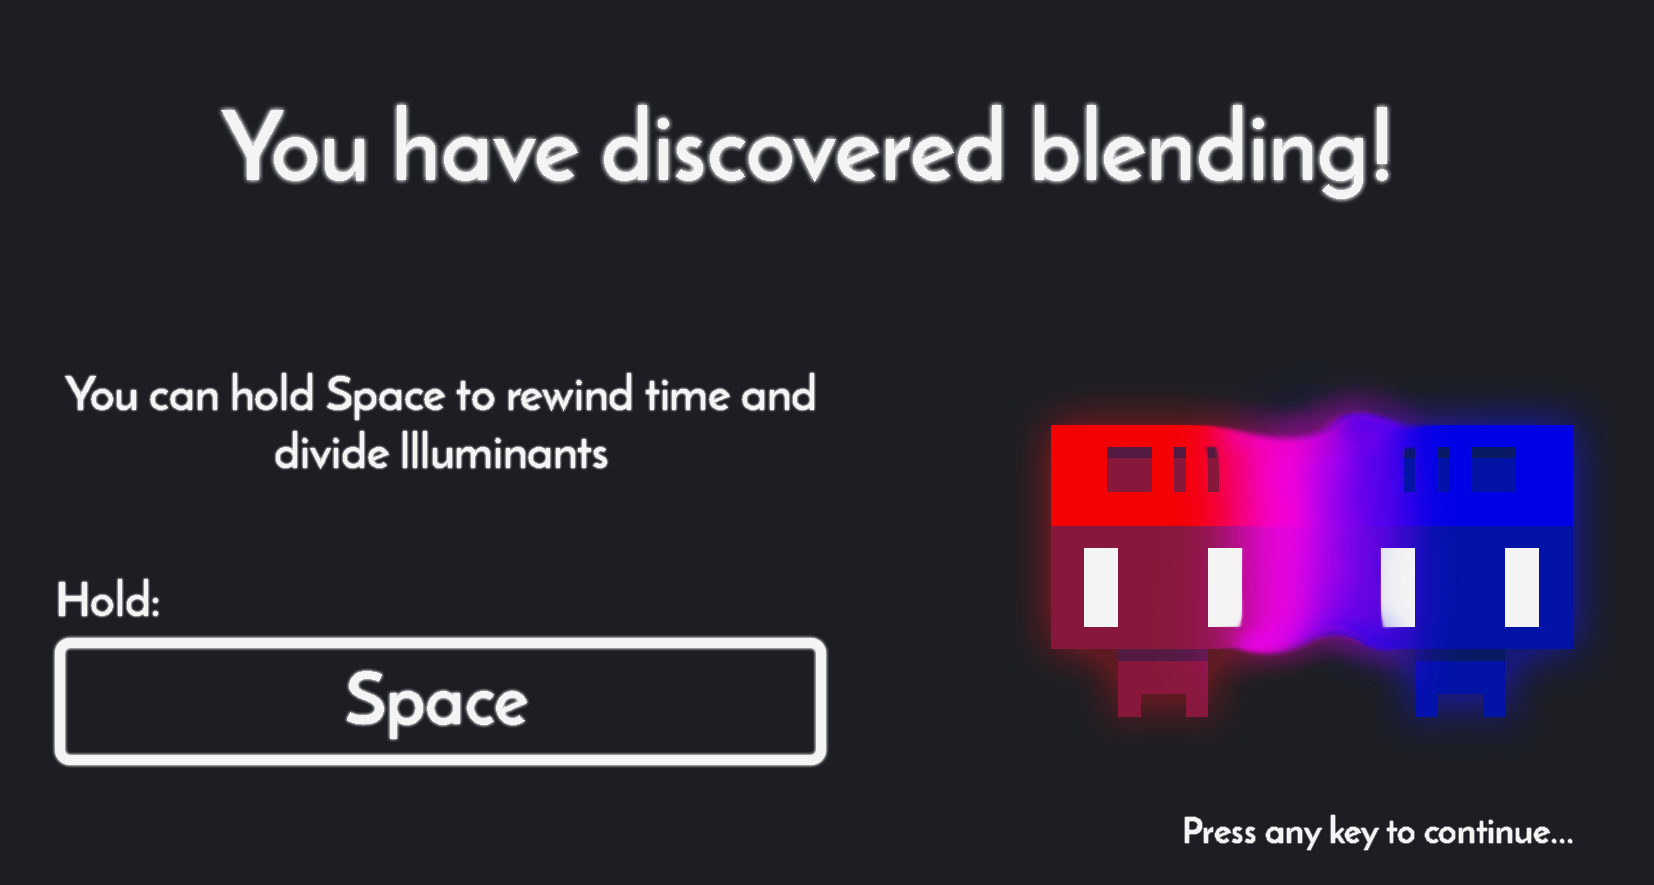 You have discovered blending!
You can hold Space to rewind time and
divide Illuminants
Hold:
Space
Press any key to continue...